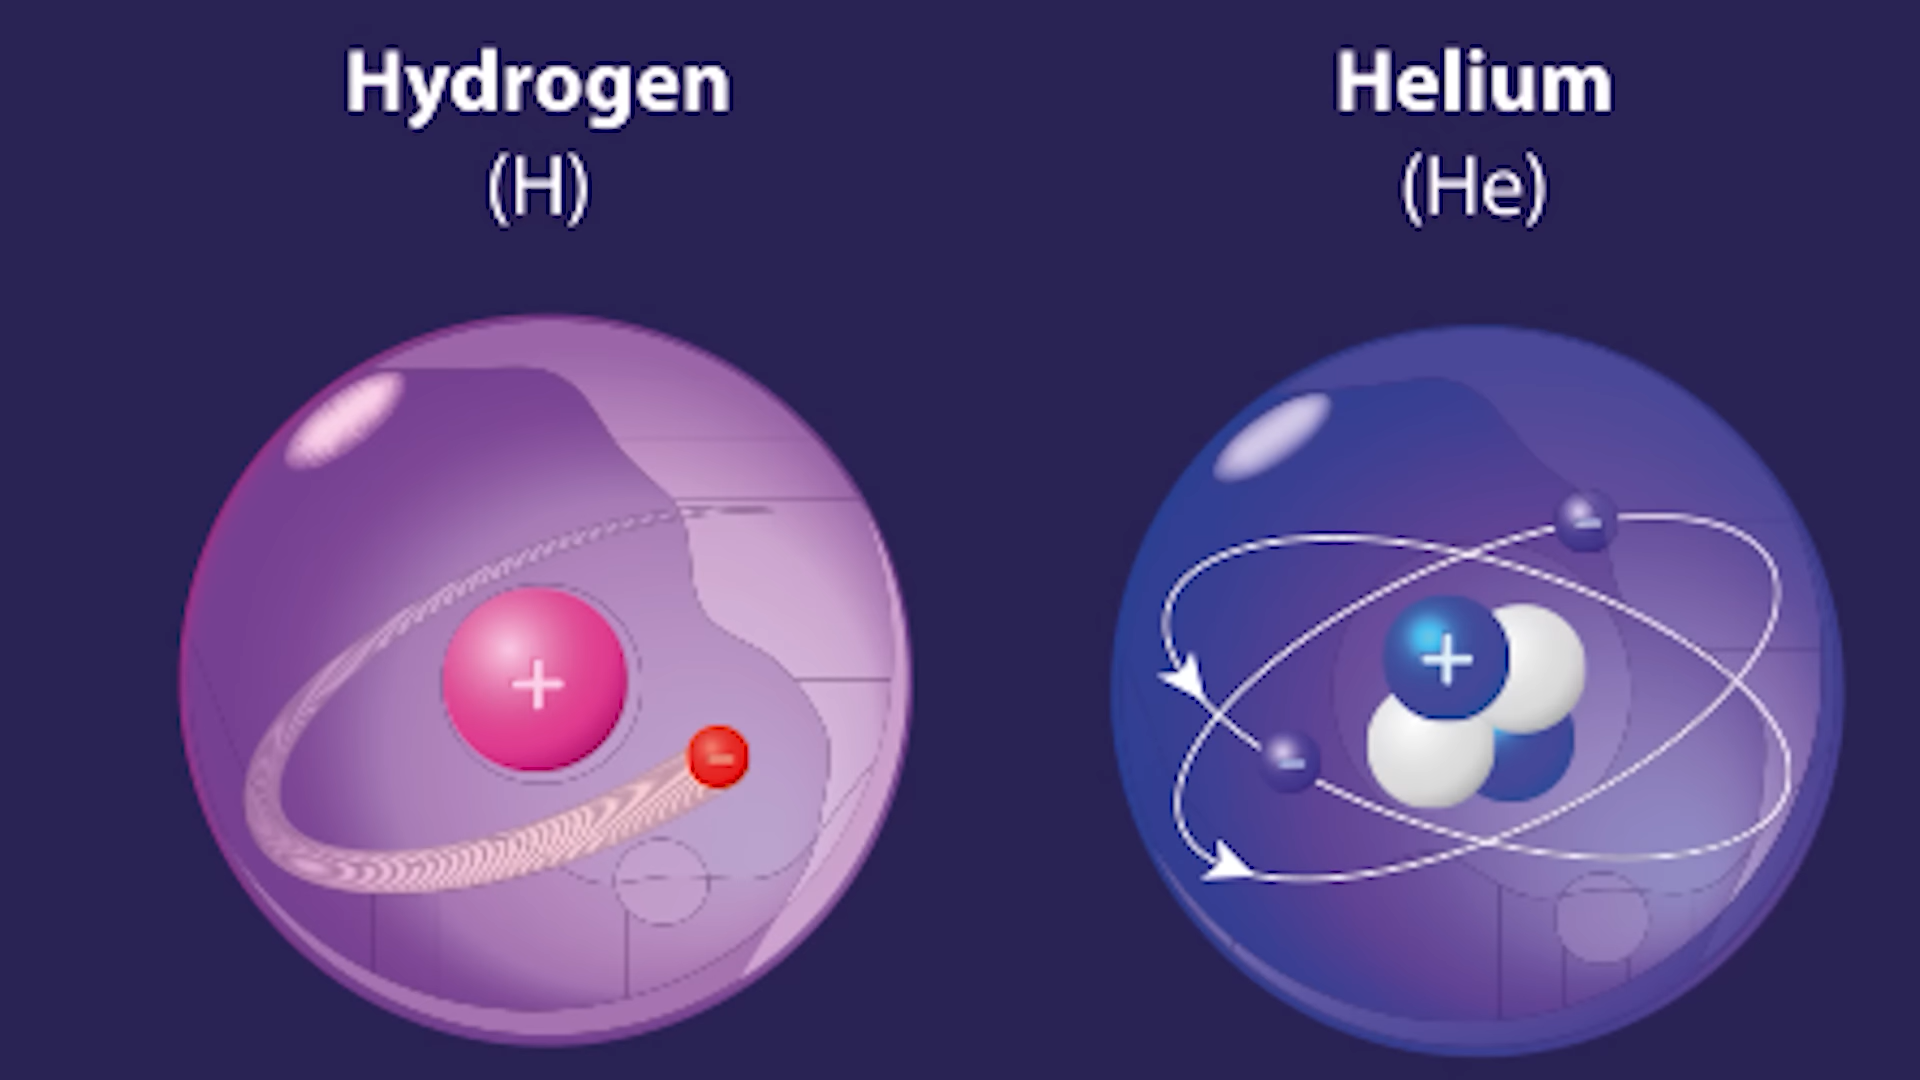 Hydrogen
(H)
Helium
(He)
+
-
-
+
-